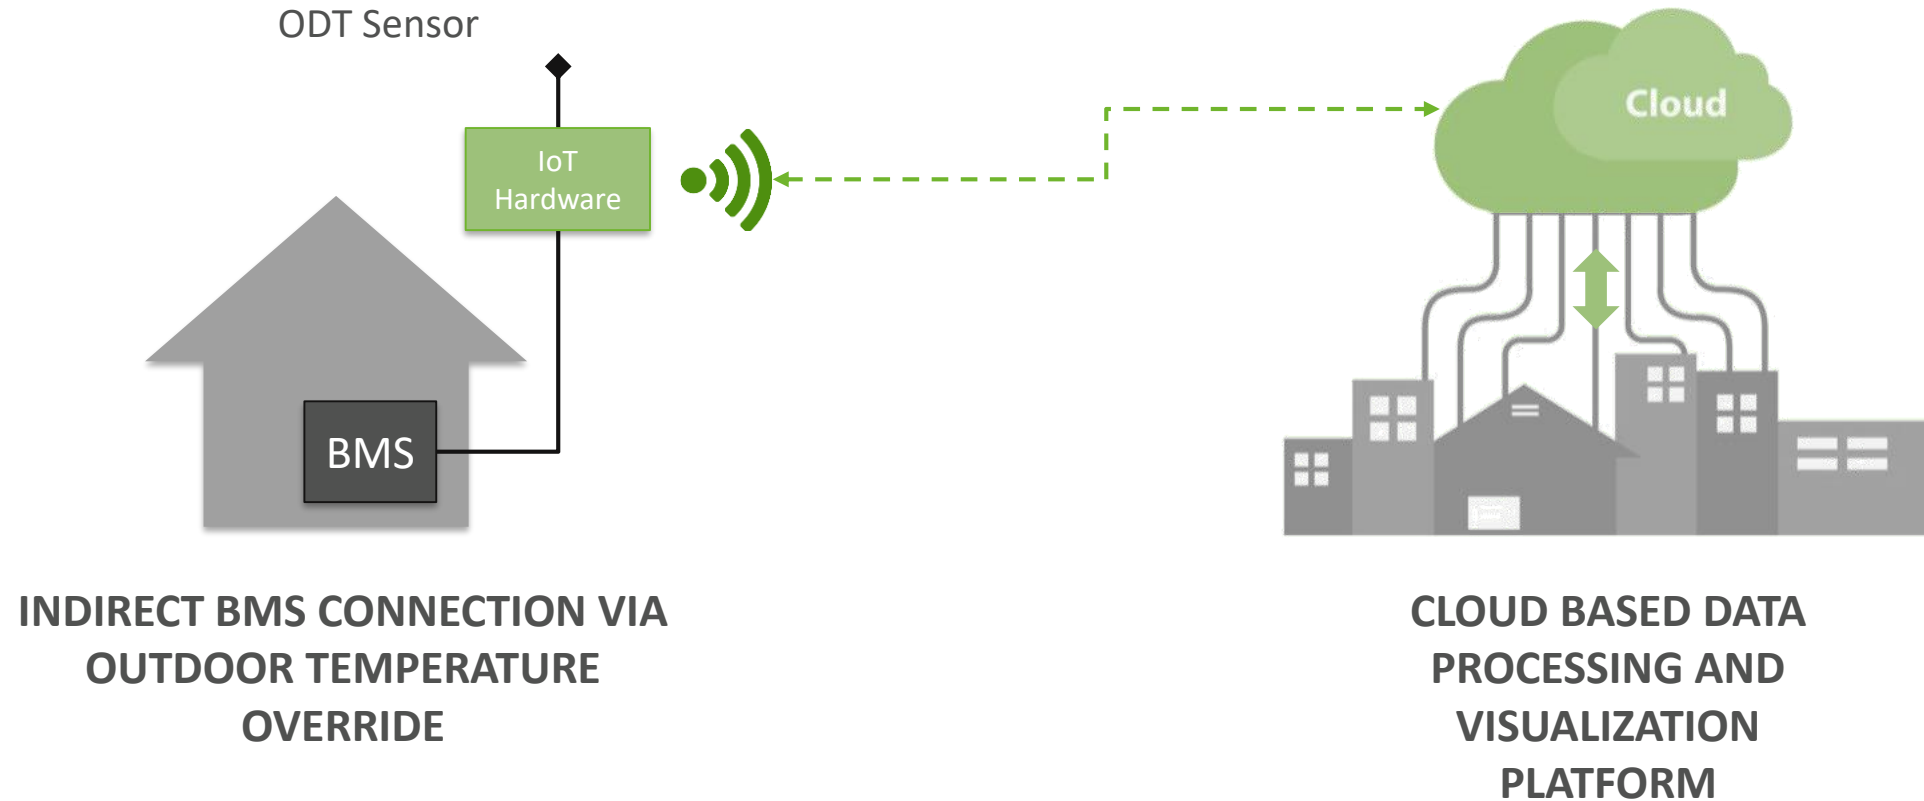 ODT Sensor
IoT
Hardware
Cloud
BMS
INDIRECT BMS CONNECTION VIA
OUTDOOR TEMPERATURE
OVERRIDE
CLOUD BASED DATA
PROCESSING AND
VISUALIZATION
PLATFORM